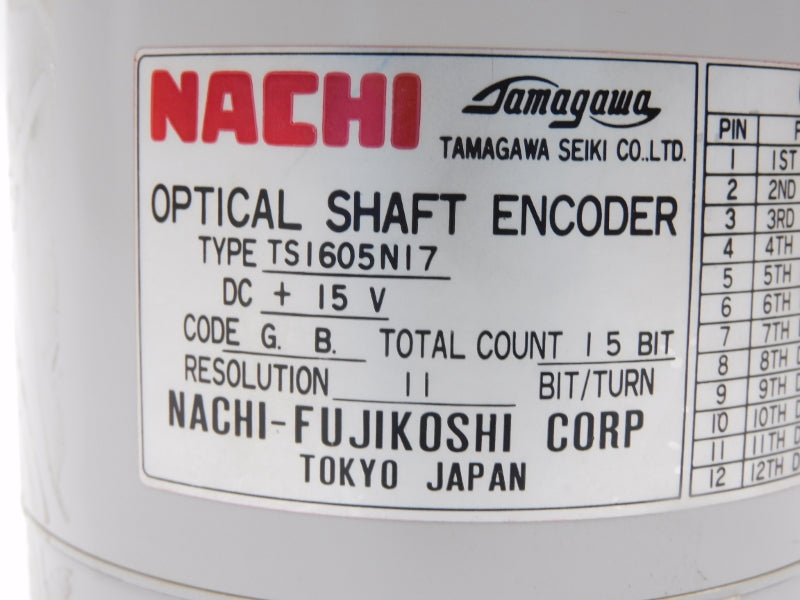 NACHI
Tamagawa
TAMAGAWA SEIKI CO.,LTD.
OPTICAL SHAFT ENCODER
TYPE TS1605N17
DC + 15 V
CODE G. B. TOTAL COUNT 15 BIT
RESOLUTION 11 BIT/TURN
NACHI-FUJIKOSHI CORP
TOKYO JAPAN
PIN
1 1ST
2 2ND
3 3RD
4 4TH
5 5TH
6 6TH
7 7TH
8 8TH
9 9TH
10 10TH
11 11TH
12 12TH